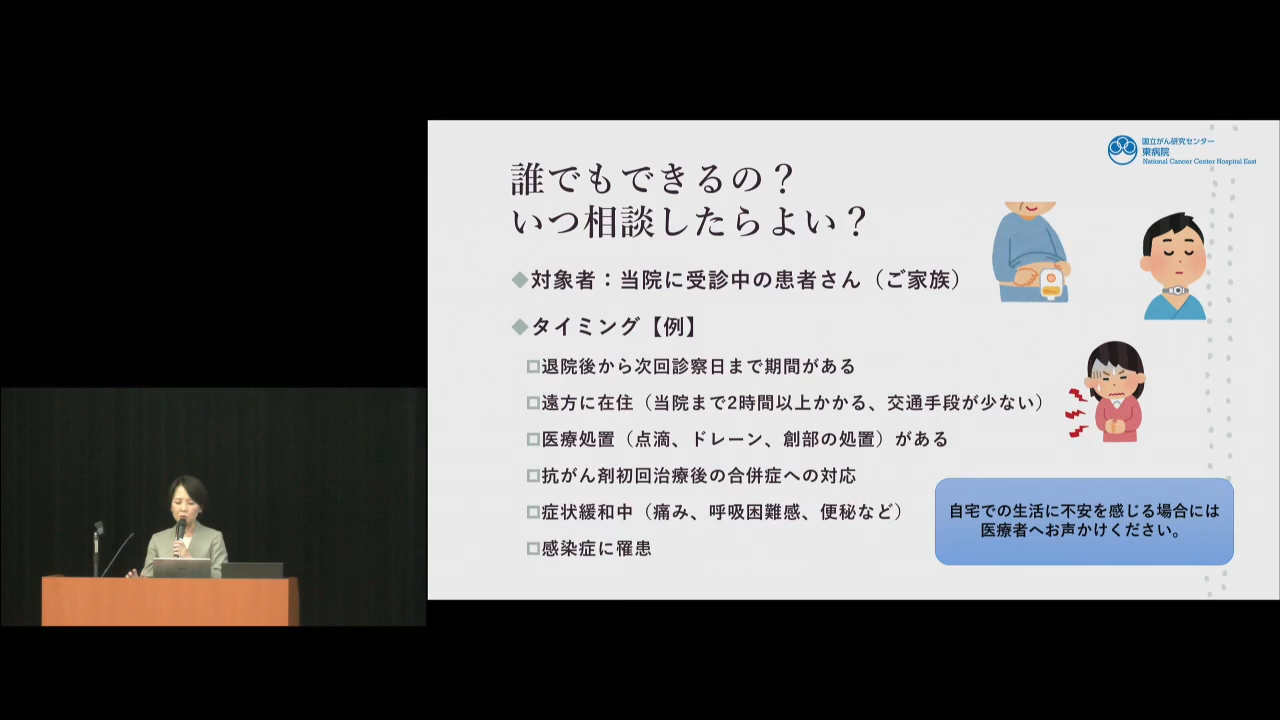 国立がん研究センター
東病院
National Cancer Center Hospital East
誰でもできるの？
いつ相談したらよい？
◆対象者：当院に受診中の患者さん（ご家族）
◆タイミング【例】
□退院後から次回診察日まで期間がある
□遠方に在住（当院まで2時間以上かかる、交通手段が少ない）
□医療処置（点滴、ドレーン、創部の処置）がある
□抗がん剤初回治療後の合併症への対応
□症状緩和中（痛み、呼吸困難感、便秘など）
□感染症に罹患
自宅での生活に不安を感じる場合には
医療者へお声かけください。